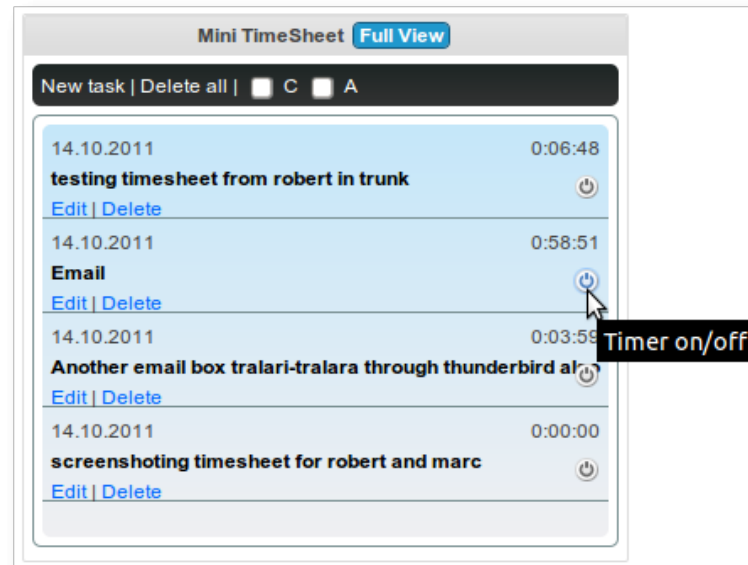 Mini TimeSheet Full View
New task | Delete all | C A
14.10.2011 0:06:48
testing timesheet from robert in trunk
Edit | Delete
14.10.2011 0:58:51
Email
Edit | Delete
14.10.2011 0:03:59
Timer on/off
Another email box tralari-tralara through thunderbird
Edit | Delete
14.10.2011 0:00:00
screenshoting timesheet for robert and marc
Edit | Delete